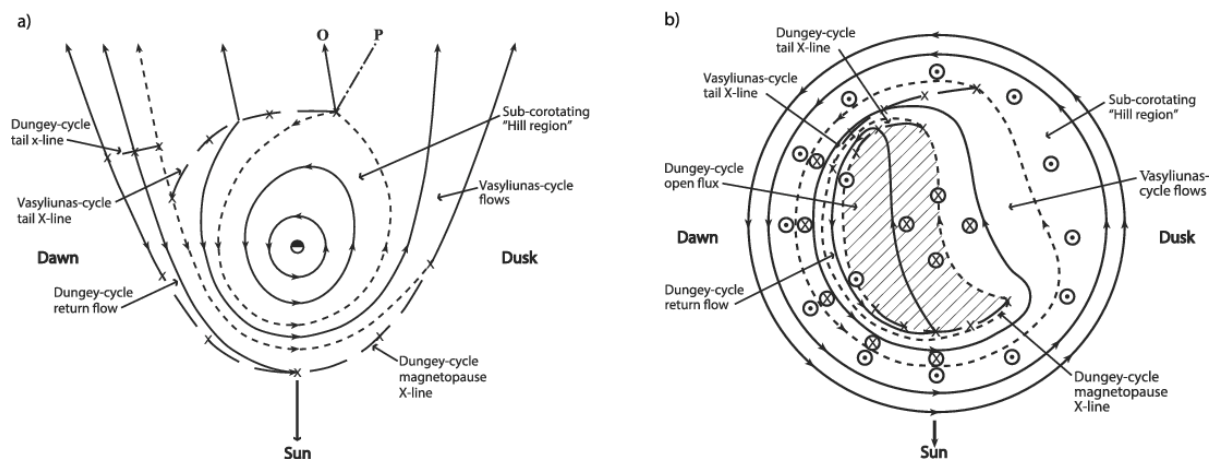 a)
O
P
Dungey-cycle
tail x-line
Vasyliunas-cycle
tail X-line
Dawn
Dungey-cycle
return flow
Sub-corotating
"Hill region"
Vasyliunas-cycle
flows
Dusk
Dungey-cycle
magnetopause
X-line
Sun
b)
Dungey-cycle
tail X-line
Vasyliunas-cycle
tail X-line
Dungey-cycle
open flux
Dawn
Dungey-cycle
return flow
Sub-corotating
"Hill region"
Vasyliunas-
cycle flows
Dusk
Dungey-cycle
magnetopause
X-line
Sun